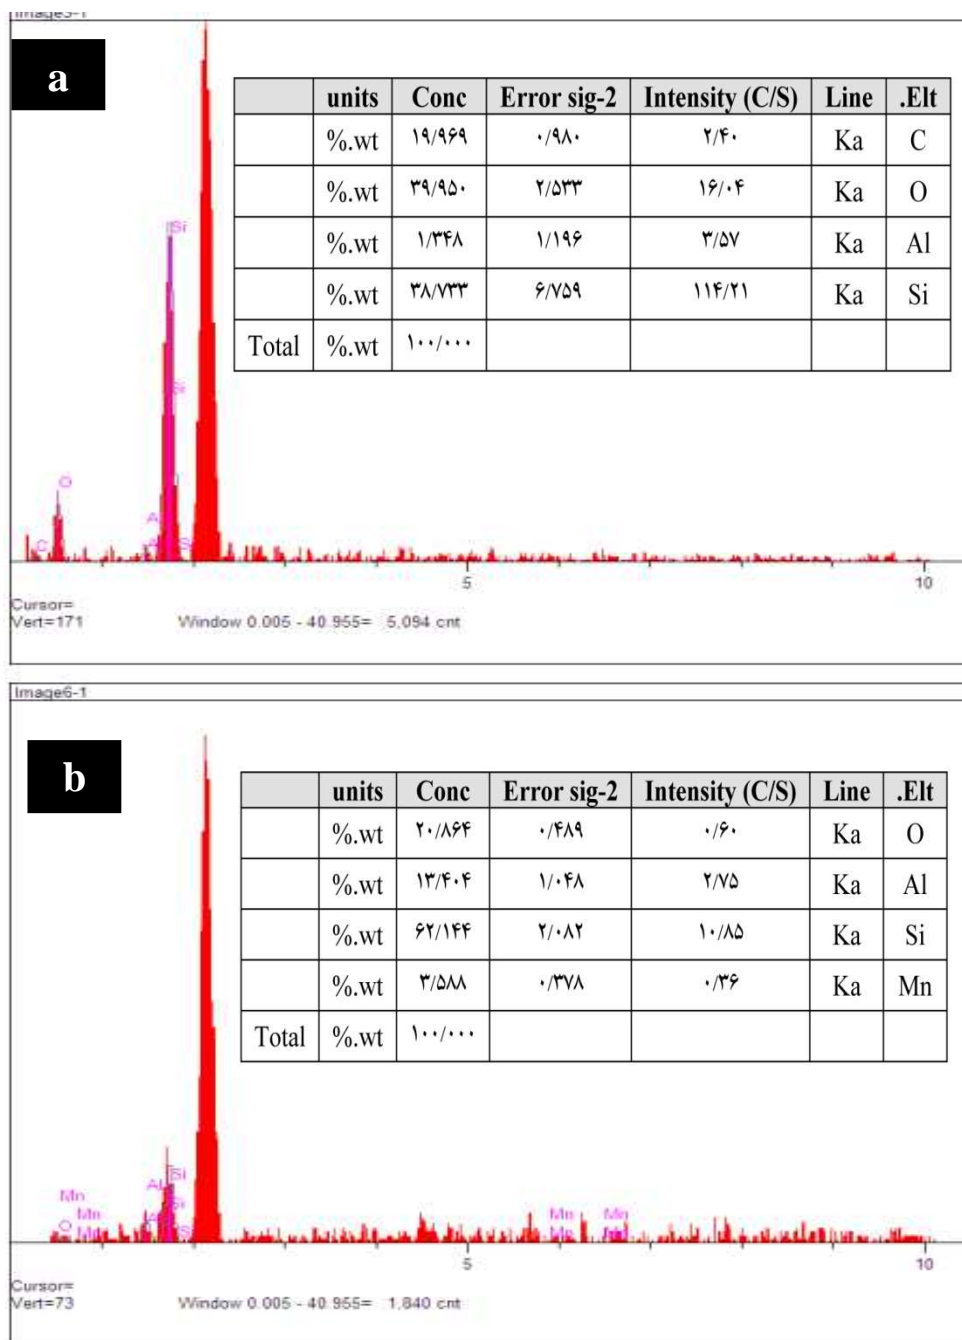 Image3-1
a
units Conc Error sig-2 Intensity (C/S) Line .Elt
%.wt ۱۹/۹۶۹ ۰/۹۸۰ ۲/۴۰ Ka C
%.wt ۳۹/۹۵۰ ۲/۵۳۳ ۱۶/۰۴ Ka O
%.wt ۱/۳۴۸ ۱/۱۹۶ ۳/۵۷ Ka Al
%.wt ۳۸/۷۳۳ ۶/۷۵۹ ۱۱۴/۲۱ Ka Si
Total %.wt ۱۰۰/۰۰۰
Si
Si
O
A
C
A
S
5
10
Cursor=
Vert=171 Window 0.005 - 40.955= 5,094 cnt
Image6-1
b
units Conc Error sig-2 Intensity (C/S) Line .Elt
%.wt ۲۰/۸۶۴ ۰/۴۸۹ ۰/۶۰ Ka O
%.wt ۱۳/۴۰۴ ۱/۰۴۸ ۲/۷۵ Ka Al
%.wt ۶۲/۱۴۴ ۲/۰۸۲ ۱۰/۸۵ Ka Si
%.wt ۳/۵۸۸ ۰/۳۷۸ ۰/۳۶ Ka Mn
Total %.wt ۱۰۰/۰۰۰
Si
Al
Mn
Si
Mn Mn Mn
O A
Mn Si Mn Mn
5
10
Cursor=
Vert=73 Window 0.005 - 40.955= 1,840 cnt